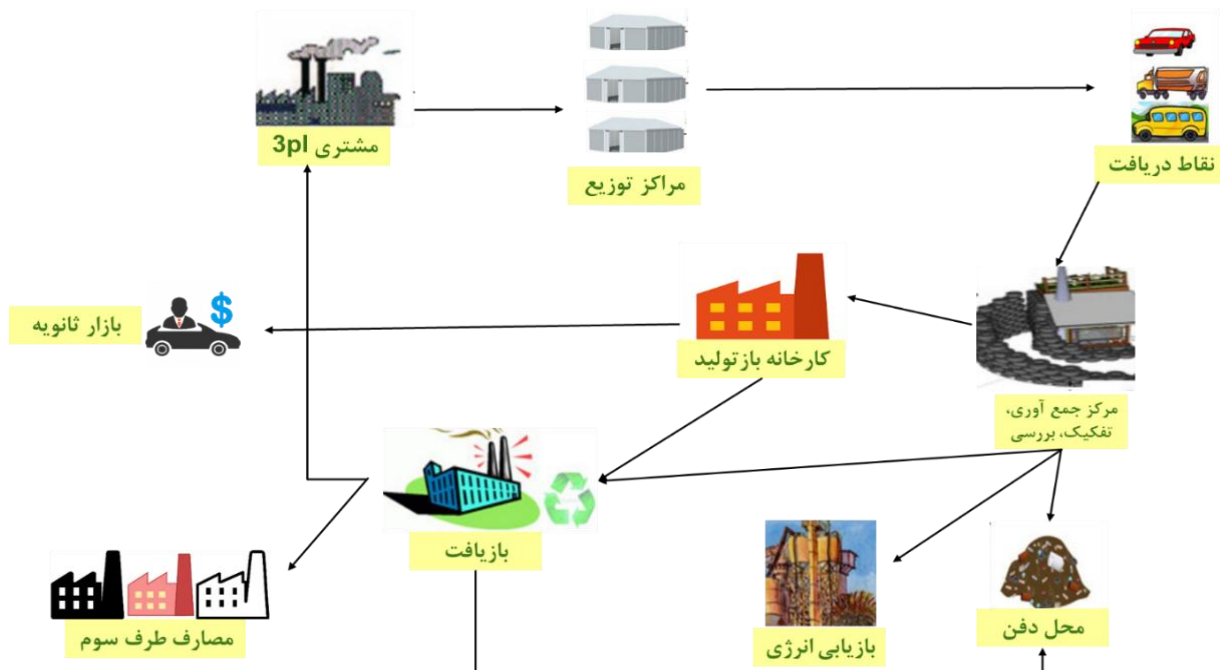 مشتری 3pl
مراکز توزیع
نقاط دریافت
بازار ثانویه
$
کارخانه بازتولید
مرکز جمع آوری،
تفکیک، بررسی
بازیافت
مصارف طرف سوم
بازیابی انرژی
محل دفن